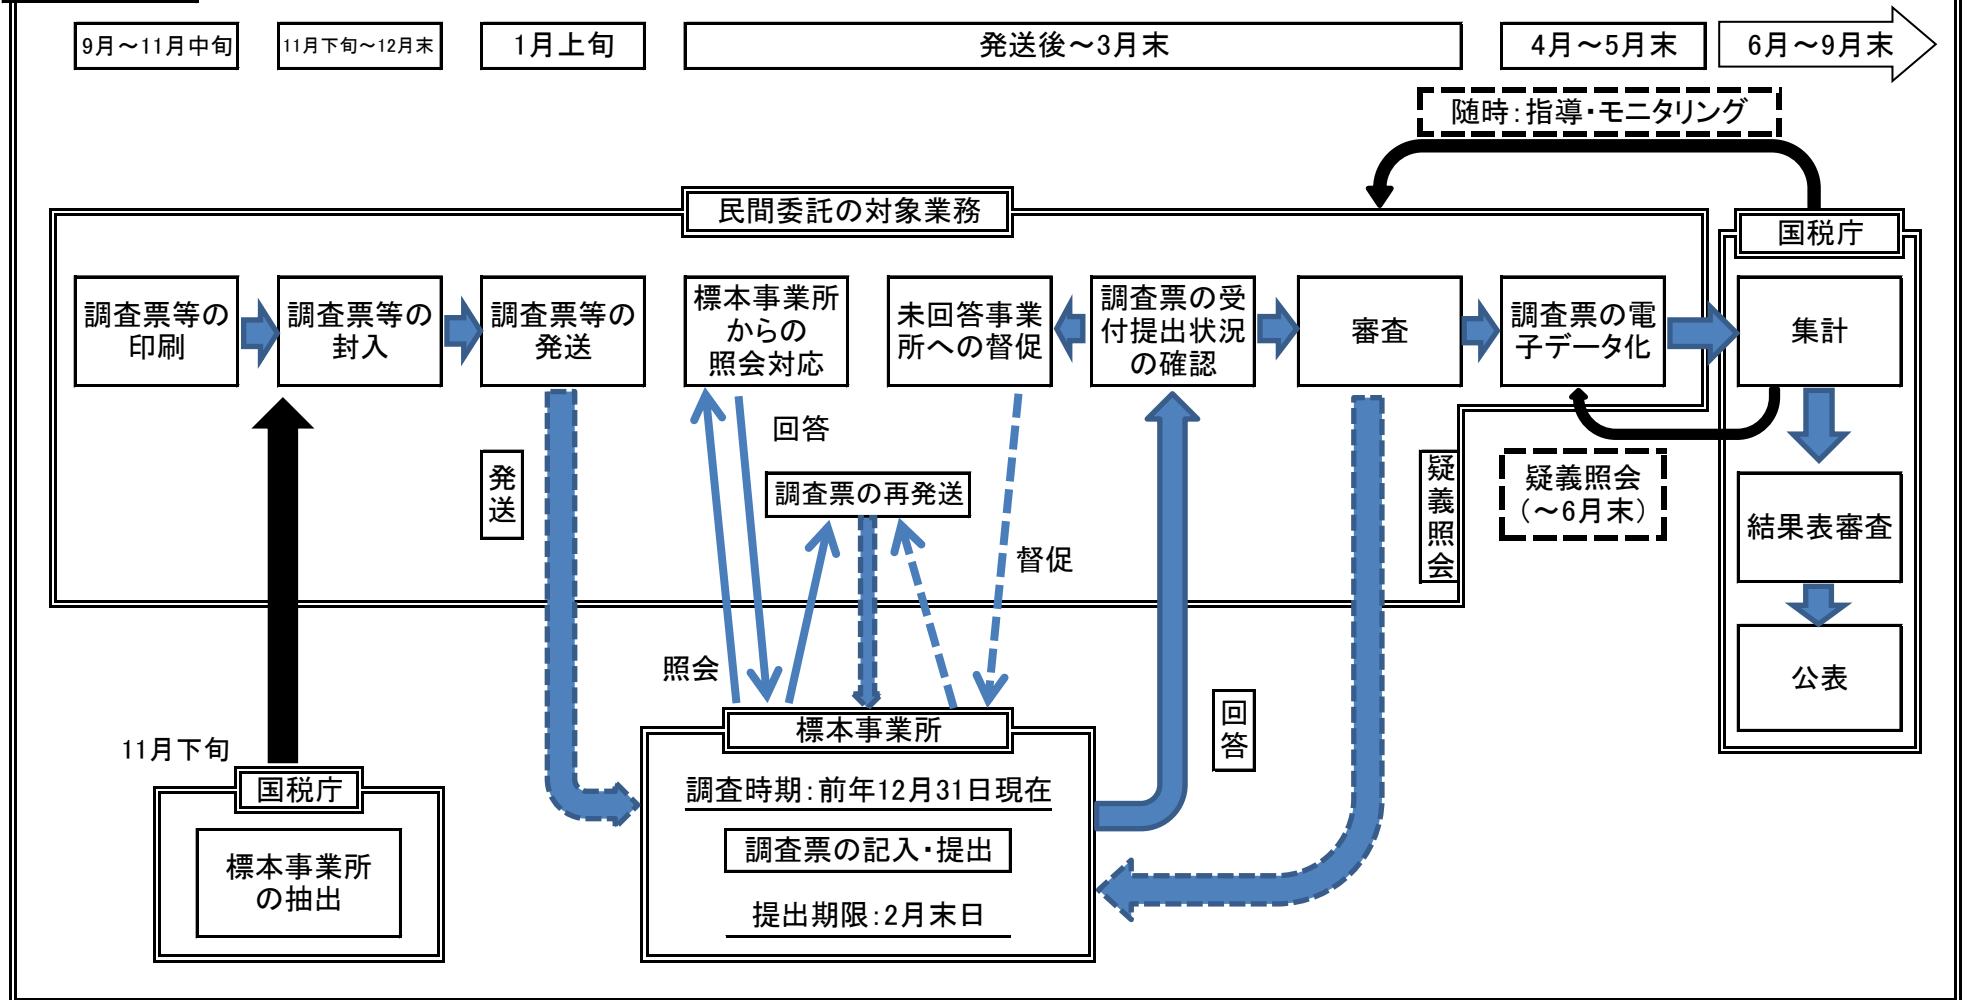 9月～11月中旬
11月下旬～12月末
1月上旬
発送後～3月末
4月～5月末
6月～9月末
随時：指導・モニタリング
民間委託の対象業務
国税庁
調査票等の
印刷
調査票等の
封入
調査票等の
発送
標本事業所
からの
照会対応
未回答事業
所への督促
調査票の受
付提出状況
の確認
審査
調査票の電
子データ化
集計
回答
発送
調査票の再発送
督促
疑義照会
疑義照会
（～6月末）
結果表審査
照会
公表
回答
11月下旬
国税庁
標本事業所
の抽出
標本事業所
調査時期：前年12月31日現在
調査票の記入・提出
提出期限：2月末日